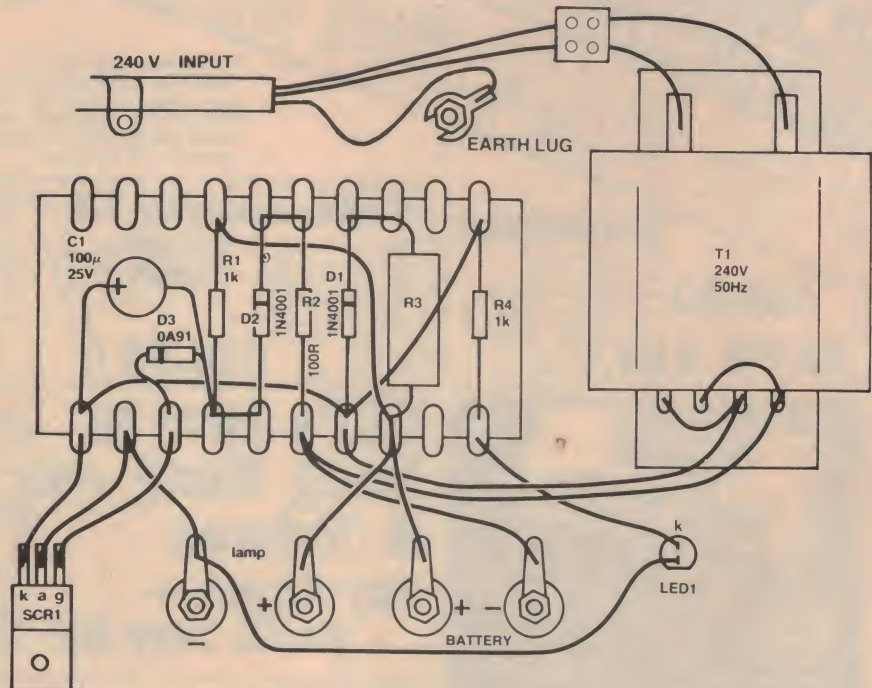 240 V INPUT
EARTH LUG
T1
240V
50Hz
C1
100µ
25V
+
R1
1k
D2
1N4001
R2
100R
D1
1N4001
R3
R4
1k
D3
0A91
k a g
SCR1
lamp
−
+
+
−
BATTERY
k
LED1